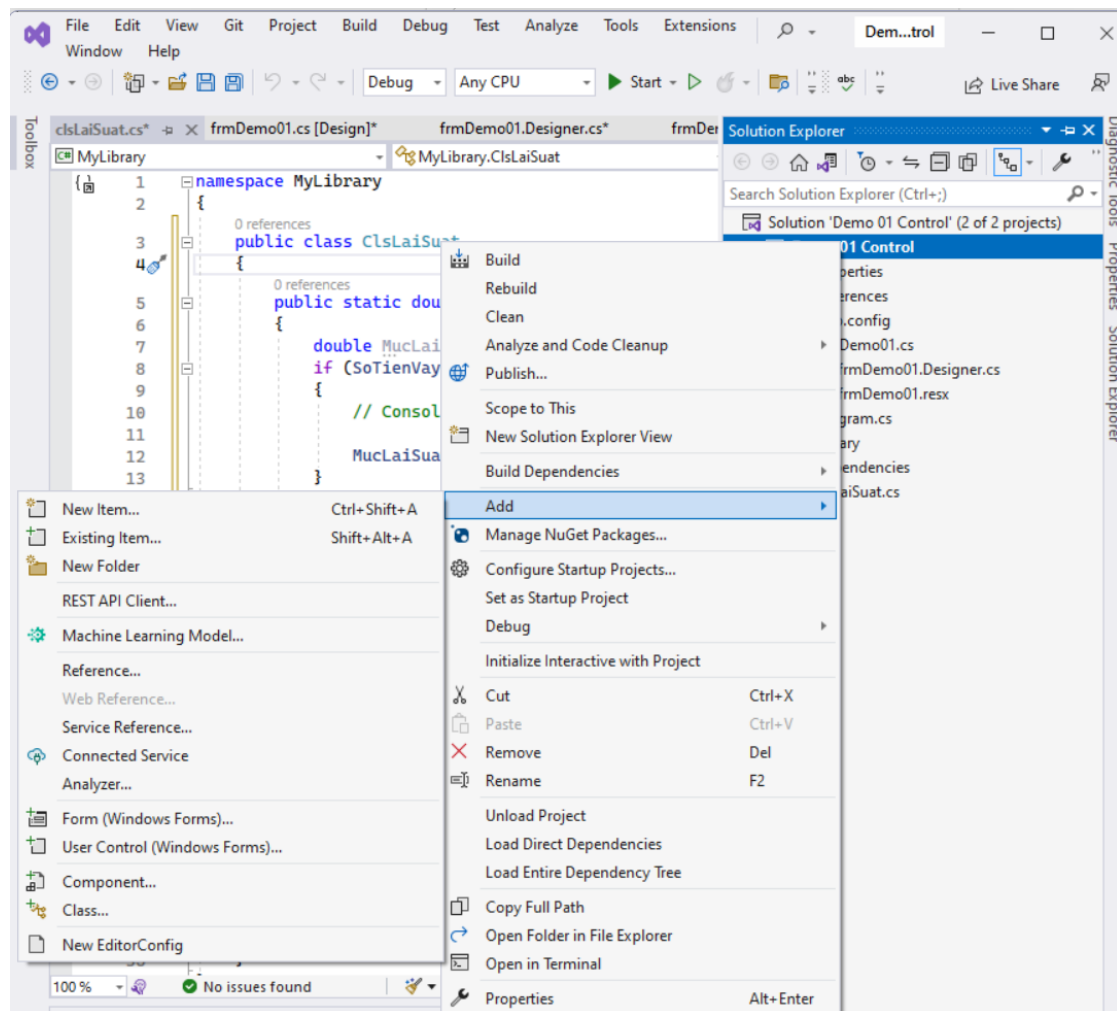 File Edit View Git Project Build Debug Test Analyze Tools Extensions
Window Help
Dem...trol
Debug Any CPU Start abc Live Share
Toolbox
clsLaiSuat.cs* frmDemo01.cs [Design]* frmDemo01.Designer.cs* frmDer
MyLibrary MyLibrary.ClsLaiSuat
1 namespace MyLibrary
2 {
0 references
3 public class ClsLaiSuat
4 {
0 references
5 public static dou
6 {
7 double MucLai
8 if (SoTienVay
9 {
10 // Consol
11
12 MucLaiSua
13 }
100 % No issues found
Solution Explorer
Search Solution Explorer (Ctrl+;)
Solution 'Demo 01 Control' (2 of 2 projects)
01 Control
perties
erences
.config
Demo01.cs
frmDemo01.Designer.cs
frmDemo01.resx
gram.cs
ary
endencies
aiSuat.cs
Diagnostic Tools
Properties
Solution Explorer
Build
Rebuild
Clean
Analyze and Code Cleanup
Publish...
Scope to This
New Solution Explorer View
Build Dependencies
Add
Manage NuGet Packages...
Configure Startup Projects...
Set as Startup Project
Debug
Initialize Interactive with Project
Cut Ctrl+X
Paste Ctrl+V
Remove Del
Rename F2
Unload Project
Load Direct Dependencies
Load Entire Dependency Tree
Copy Full Path
Open Folder in File Explorer
Open in Terminal
Properties Alt+Enter
New Item... Ctrl+Shift+A
Existing Item... Shift+Alt+A
New Folder
REST API Client...
Machine Learning Model...
Reference...
Web Reference...
Service Reference...
Connected Service
Analyzer...
Form (Windows Forms)...
User Control (Windows Forms)...
Component...
Class...
New EditorConfig